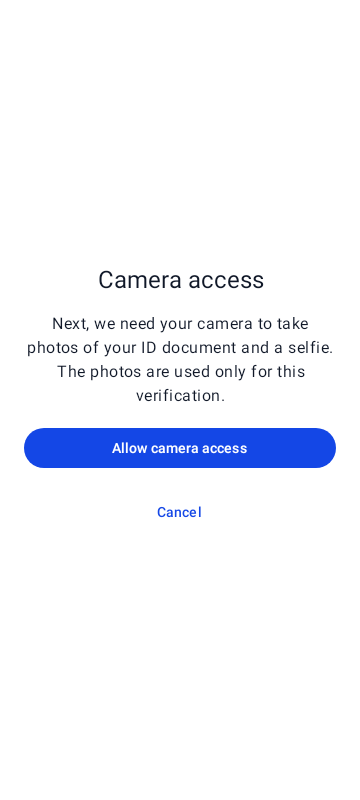 Camera access
Next, we need your camera to take
photos of your ID document and a selfie.
The photos are used only for this
verification.
Allow camera access
Cancel